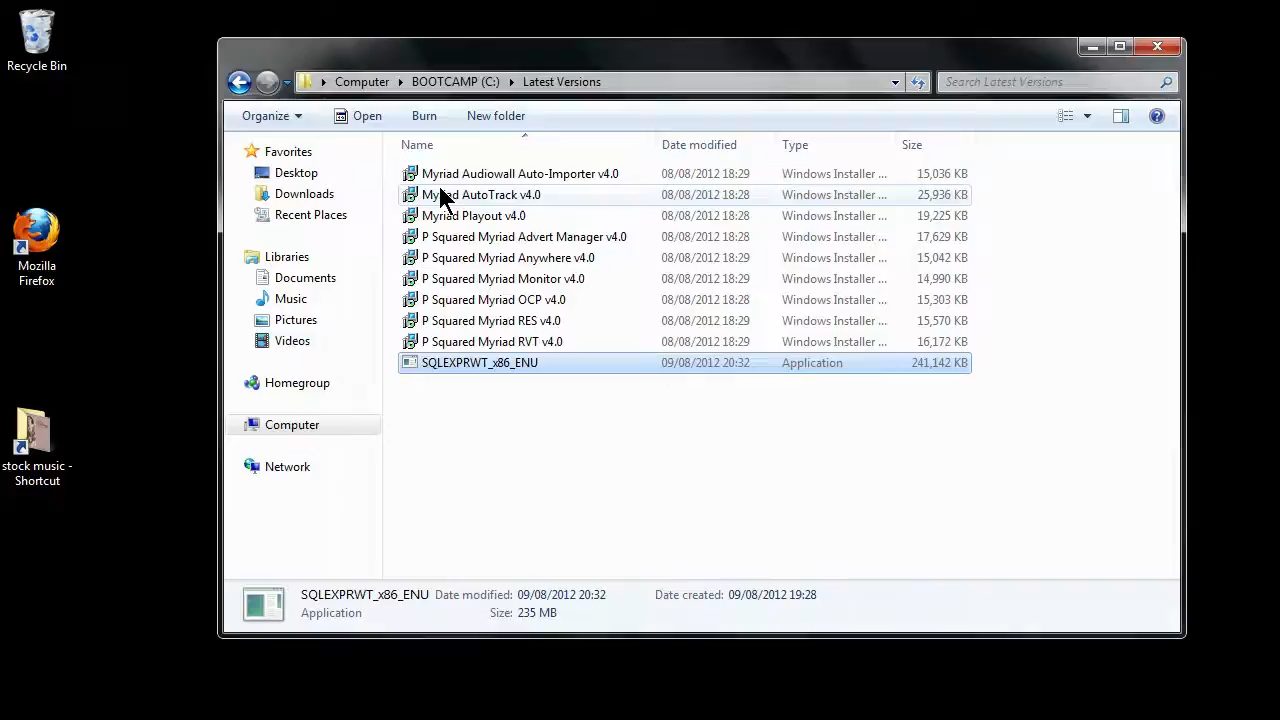 Recycle Bin
Mozilla
Firefox
stock music -
Shortcut
Computer BOOTCAMP (C:) Latest Versions
Search Latest Versions
Organize Open Burn New folder
Favorites
Desktop
Downloads
Recent Places
Libraries
Documents
Music
Pictures
Videos
Homegroup
Computer
Network
Name Date modified Type Size
Myriad Audiowall Auto-Importer v4.0 08/08/2012 18:29 Windows Installer ... 15,036 KB
Myriad AutoTrack v4.0 08/08/2012 18:28 Windows Installer ... 25,936 KB
Myriad Playout v4.0 08/08/2012 18:28 Windows Installer ... 19,225 KB
P Squared Myriad Advert Manager v4.0 08/08/2012 18:28 Windows Installer ... 17,629 KB
P Squared Myriad Anywhere v4.0 08/08/2012 18:29 Windows Installer ... 15,042 KB
P Squared Myriad Monitor v4.0 08/08/2012 18:29 Windows Installer ... 14,990 KB
P Squared Myriad OCP v4.0 08/08/2012 18:28 Windows Installer ... 15,303 KB
P Squared Myriad RES v4.0 08/08/2012 18:29 Windows Installer ... 15,570 KB
P Squared Myriad RVT v4.0 08/08/2012 18:29 Windows Installer ... 16,172 KB
SQLEXPRWT_x86_ENU 09/08/2012 20:32 Application 241,142 KB
SQLEXPRWT_x86_ENU Date modified: 09/08/2012 20:32 Date created: 09/08/2012 19:28
Application Size: 235 MB